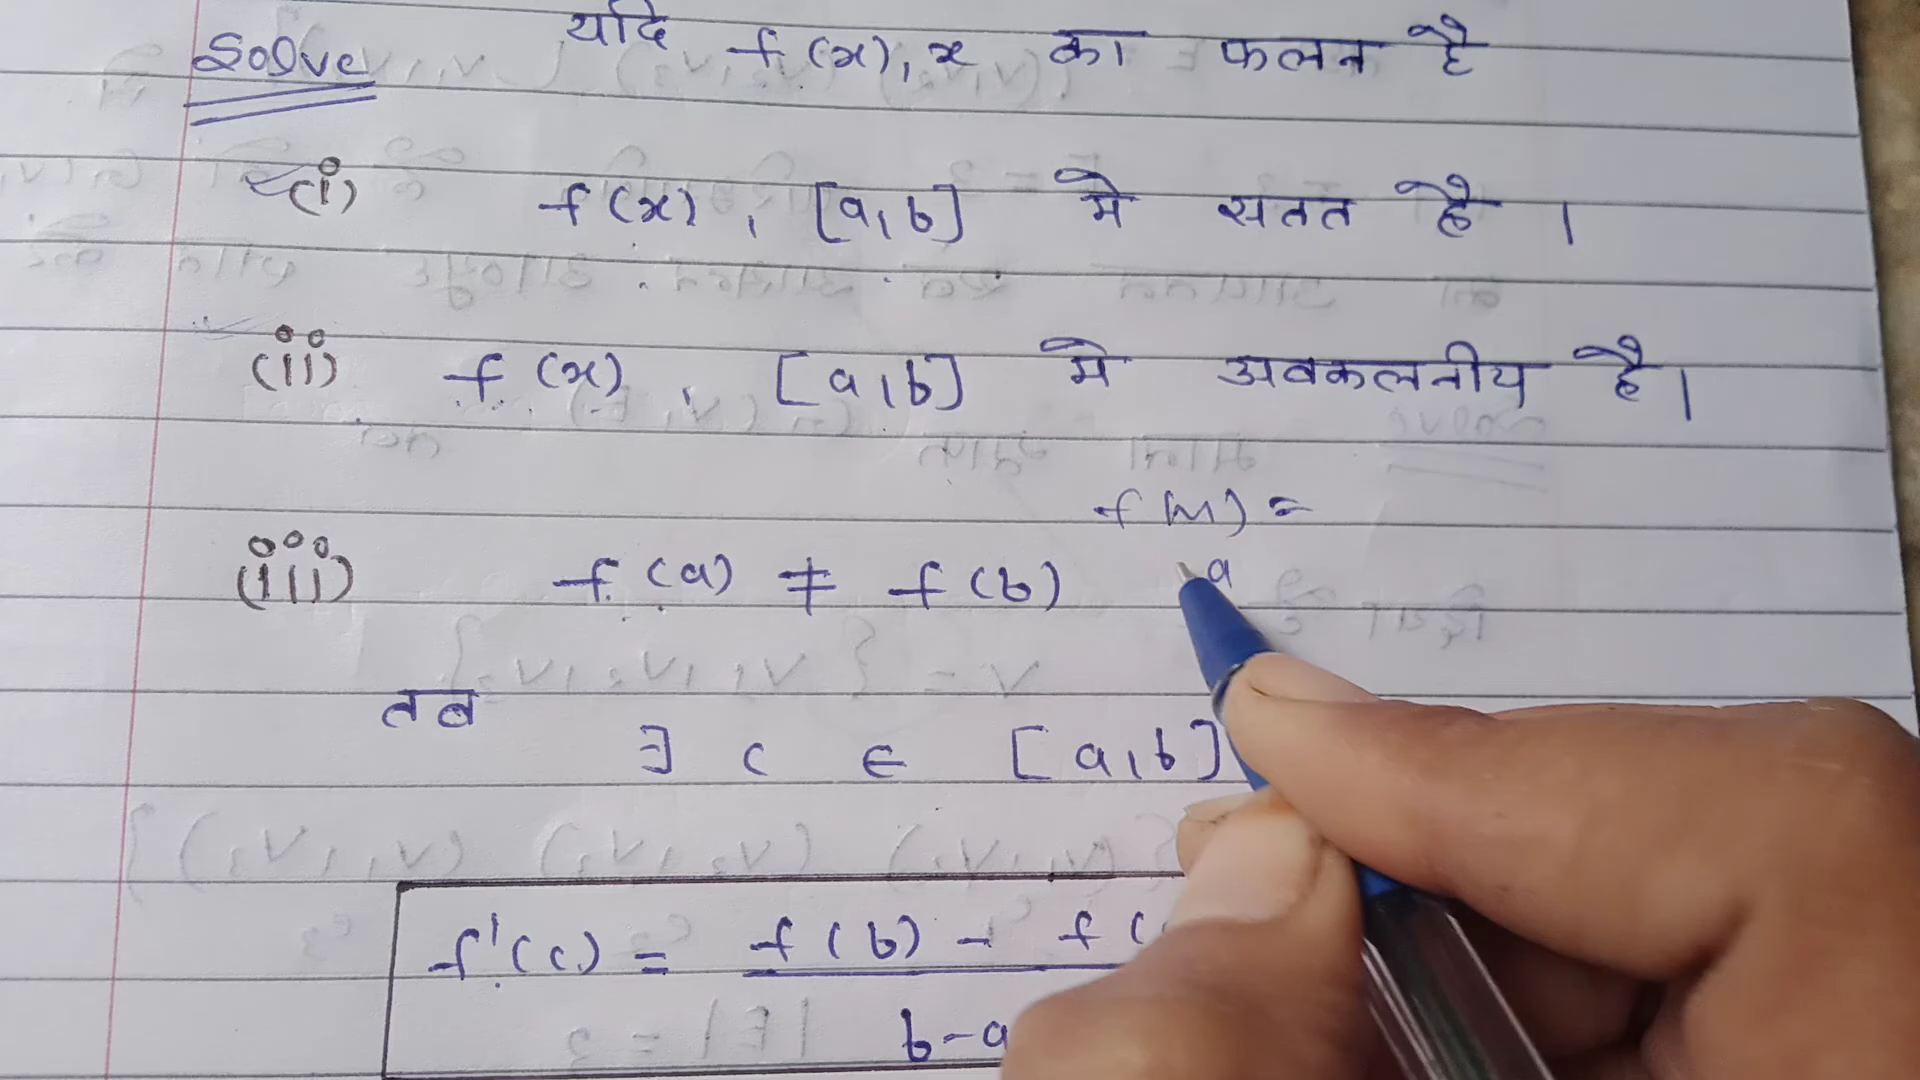 Solve यदि f(x), x का फलन है
(i) f(x), [a,b] मे सतत है।
(ii) f(x), [a,b] मे अवकलनीय है।
f(x) =
(iii) f(a) ≠ f(b) a
तब
∃ c ∈ [a,b]
f'(c) = f(b) - f(
b-a